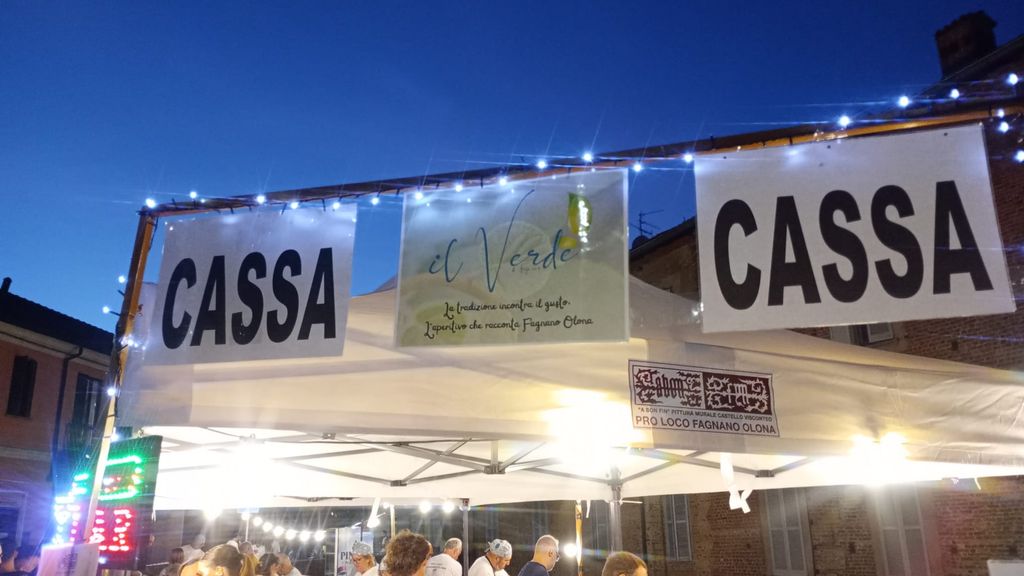 CASSA
il Verde
La tradizione incontra il gusto.
L'aperitivo che racconta Fagnano Olona
CASSA
"A BON FIN" PITTURA MURALE CASTELLO VISCONTEO
PRO LOCO FAGNANO OLONA